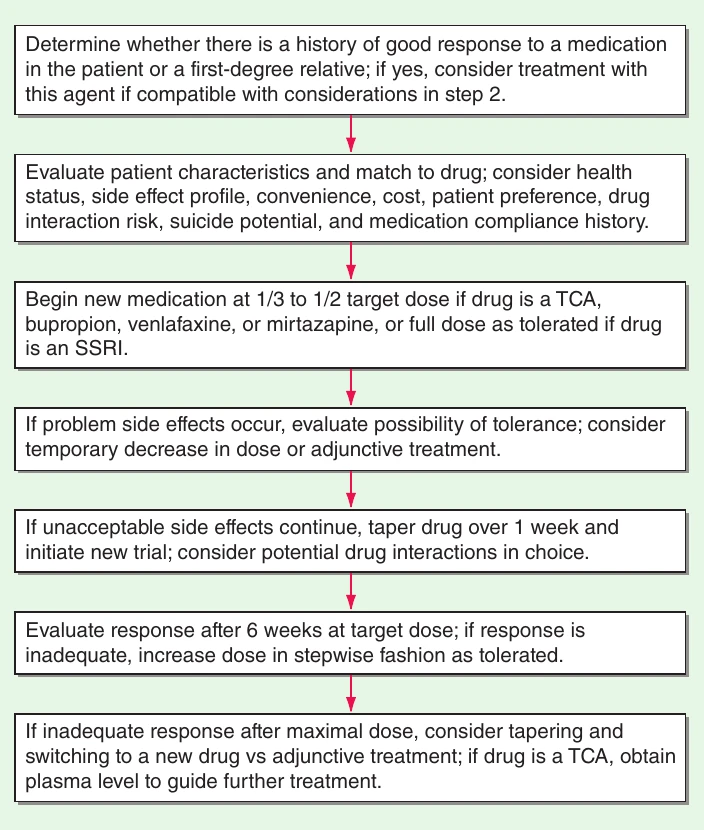 Determine whether there is a history of good response to a medication
in the patient or a first-degree relative; if yes, consider treatment with
this agent if compatible with considerations in step 2.
Evaluate patient characteristics and match to drug; consider health
status, side effect profile, convenience, cost, patient preference, drug
interaction risk, suicide potential, and medication compliance history.
Begin new medication at 1/3 to 1/2 target dose if drug is a TCA,
bupropion, venlafaxine, or mirtazapine, or full dose as tolerated if drug
is an SSRI.
If problem side effects occur, evaluate possibility of tolerance; consider
temporary decrease in dose or adjunctive treatment.
If unacceptable side effects continue, taper drug over 1 week and
initiate new trial; consider potential drug interactions in choice.
Evaluate response after 6 weeks at target dose; if response is
inadequate, increase dose in stepwise fashion as tolerated.
If inadequate response after maximal dose, consider tapering and
switching to a new drug vs adjunctive treatment; if drug is a TCA, obtain
plasma level to guide further treatment.